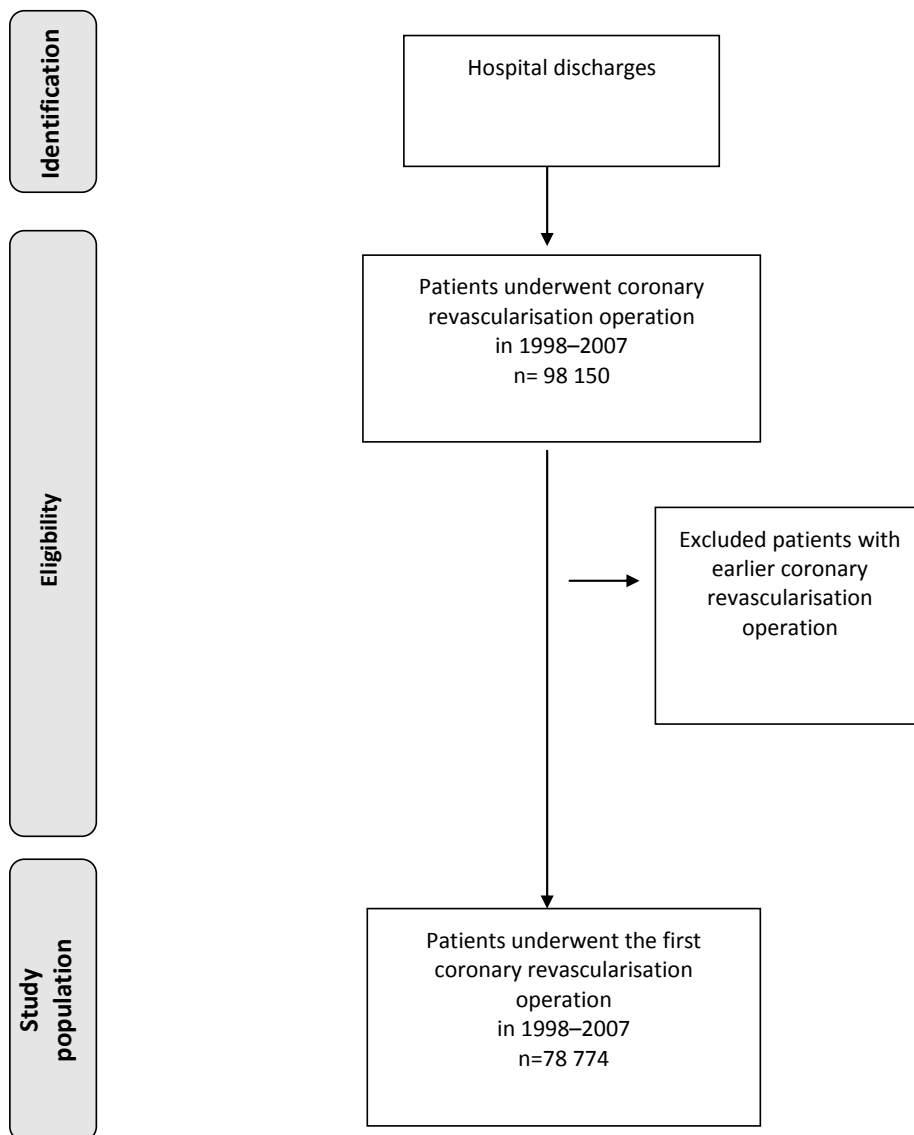 Identification
Hospital discharges
Eligibility
Patients underwent coronary
revascularisation operation
in 1998–2007
n= 98 150
Excluded patients with
earlier coronary
revascularisation
operation
Study
population
Patients underwent the first
coronary revascularisation
operation
in 1998–2007
n=78 774